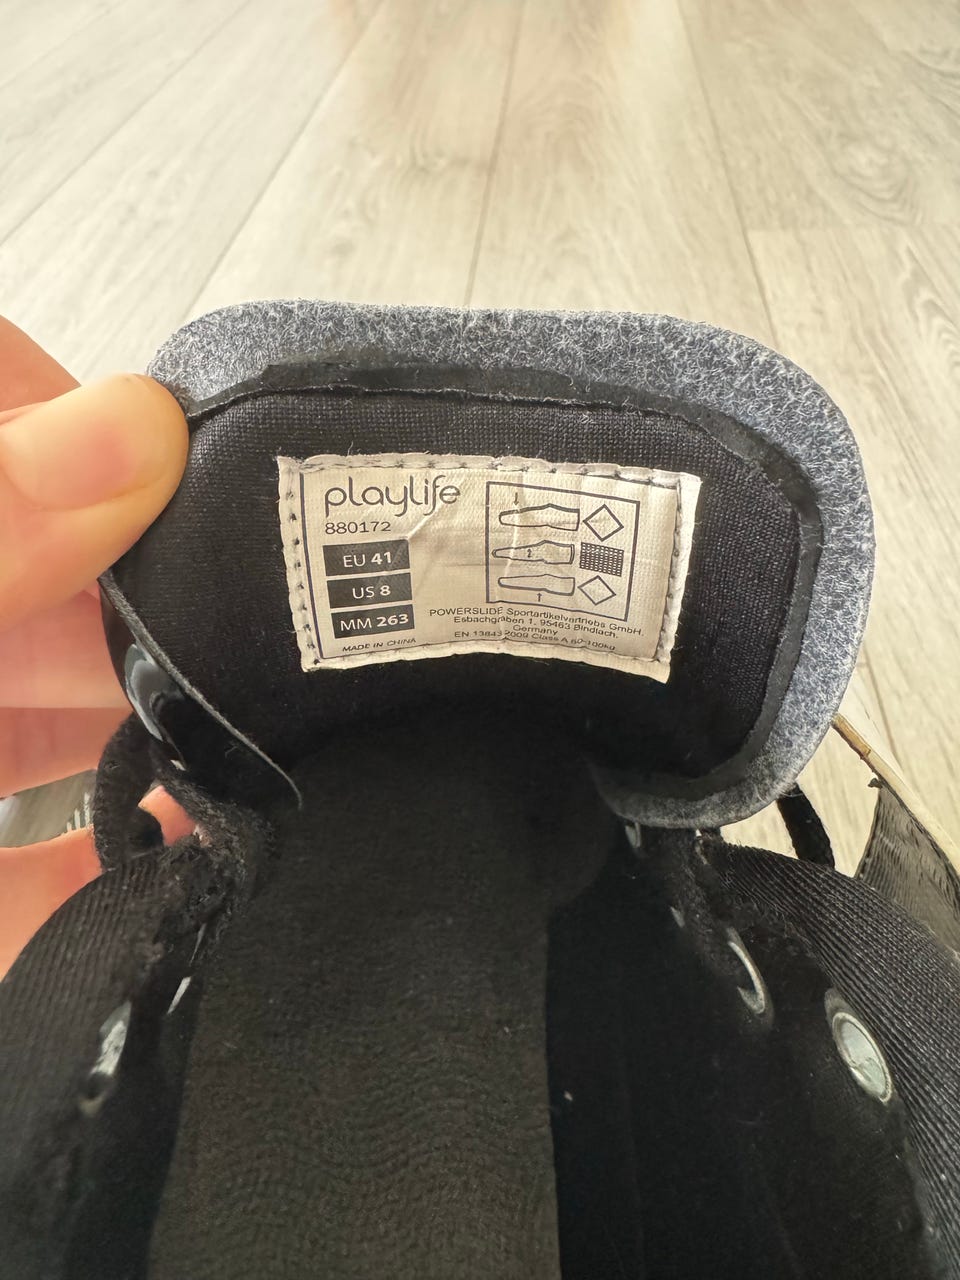 playlife
880172
EU 41
US 8
MM 263
MADE IN CHINA
POWERSLIDE Sportartikelvertriebs GmbH,
Esbachgraben 1, 95463 Bindlach,
Germany
EN 13843:2009 Class A 60-100kg